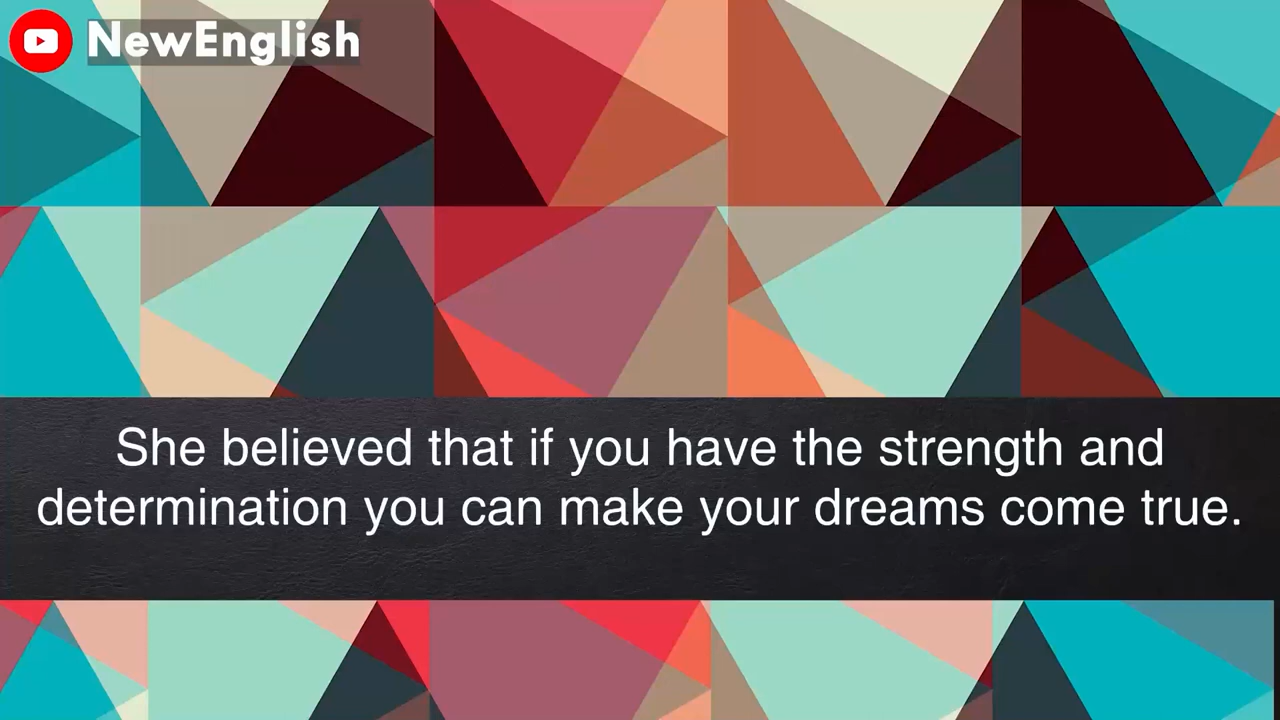 NewEnglish
She believed that if you have the strength and
determination you can make your dreams come true.